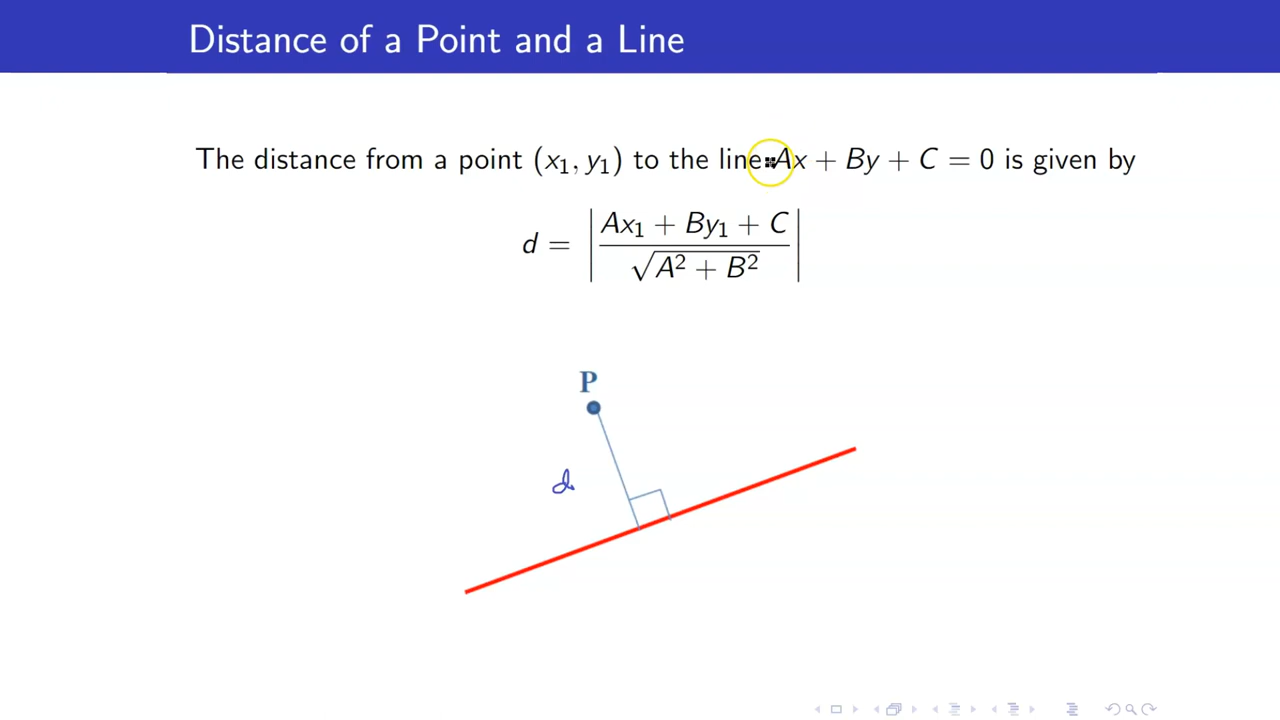 Distance of a Point and a Line
The distance from a point (x₁, y₁) to the line Ax + By + C = 0 is given by
d = | (Ax₁ + By₁ + C) / √(A² + B²) |
P
d